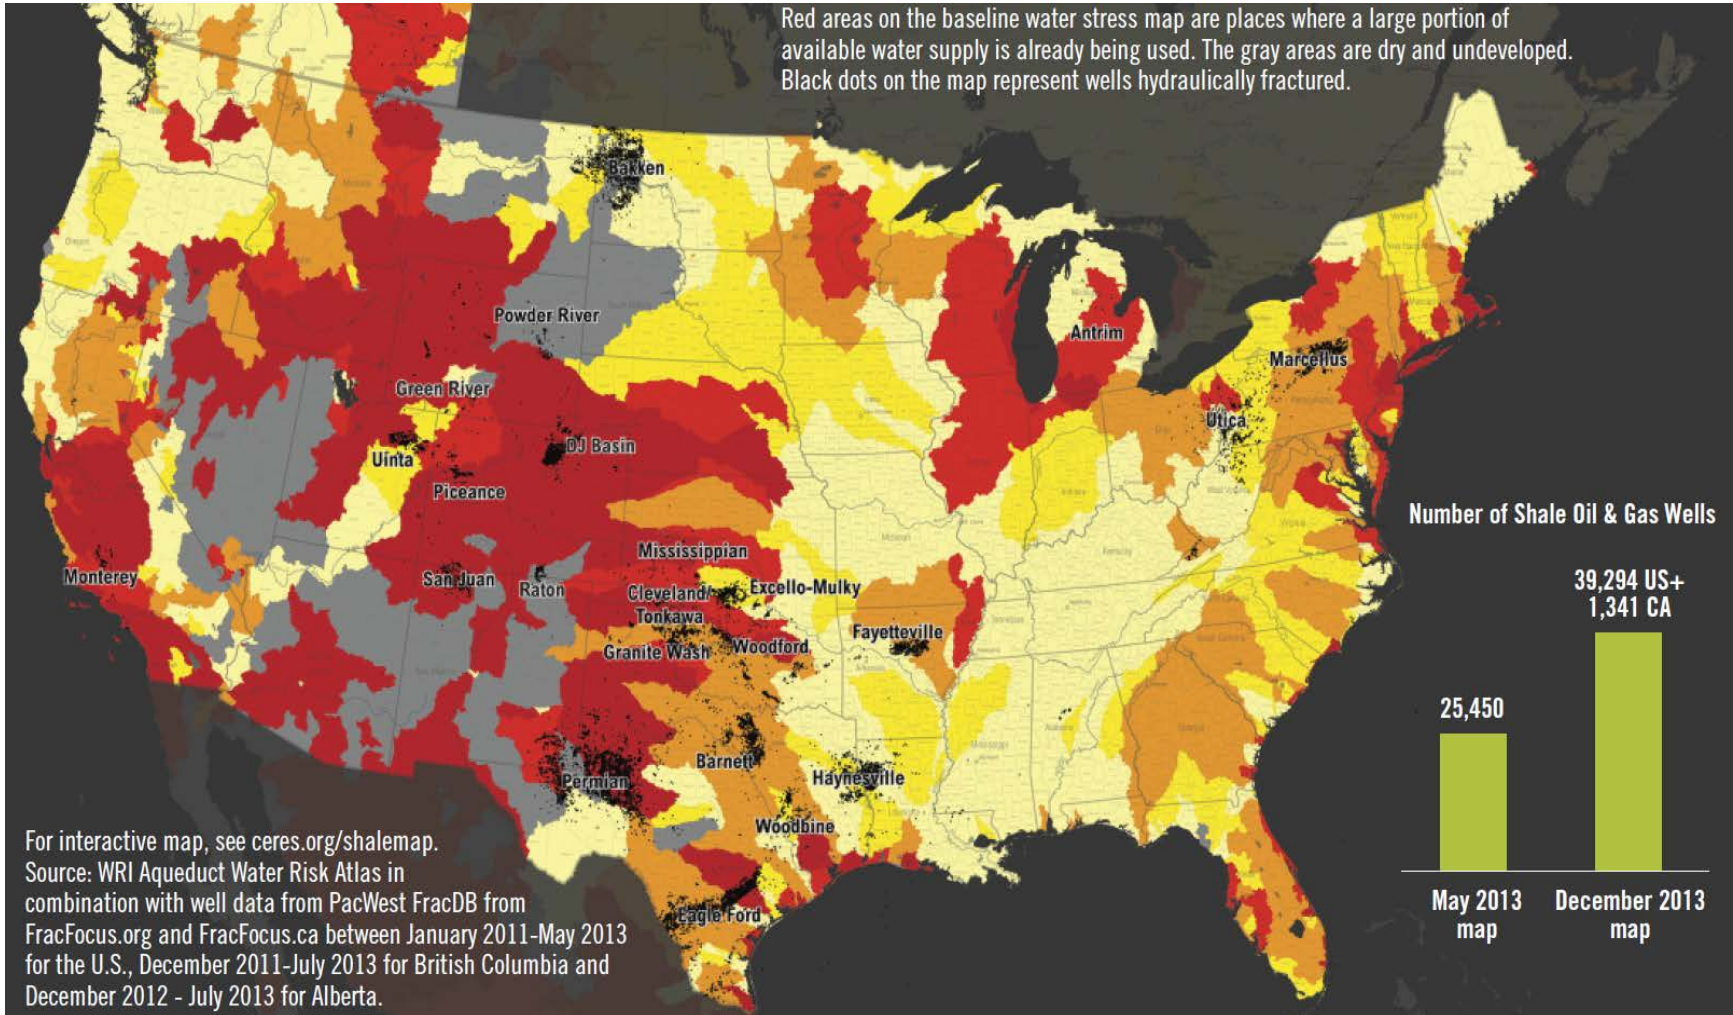 Red areas on the baseline water stress map are places where a large portion of
available water supply is already being used. The gray areas are dry and undeveloped.
Black dots on the map represent wells hydraulically fractured.
Bakken
Powder River
Antrim
Marcellus
Green River
Utica
DJ Basin
Uinta
Piceance
Number of Shale Oil & Gas Wells
Mississippian
Monterey
San Juan
Raton
Cleveland/
Tonkawa
Excello-Mulky
39,294 US+
1,341 CA
Fayetteville
Granite Wash
Woodford
25,450
Barnett
Haynesville
Permian
Woodbine
Eagle Ford
For interactive map, see ceres.org/shalemap.
Source: WRI Aqueduct Water Risk Atlas in
combination with well data from PacWest FracDB from
FracFocus.org and FracFocus.ca between January 2011-May 2013
for the U.S., December 2011-July 2013 for British Columbia and
December 2012 - July 2013 for Alberta.
May 2013
map
December 2013
map